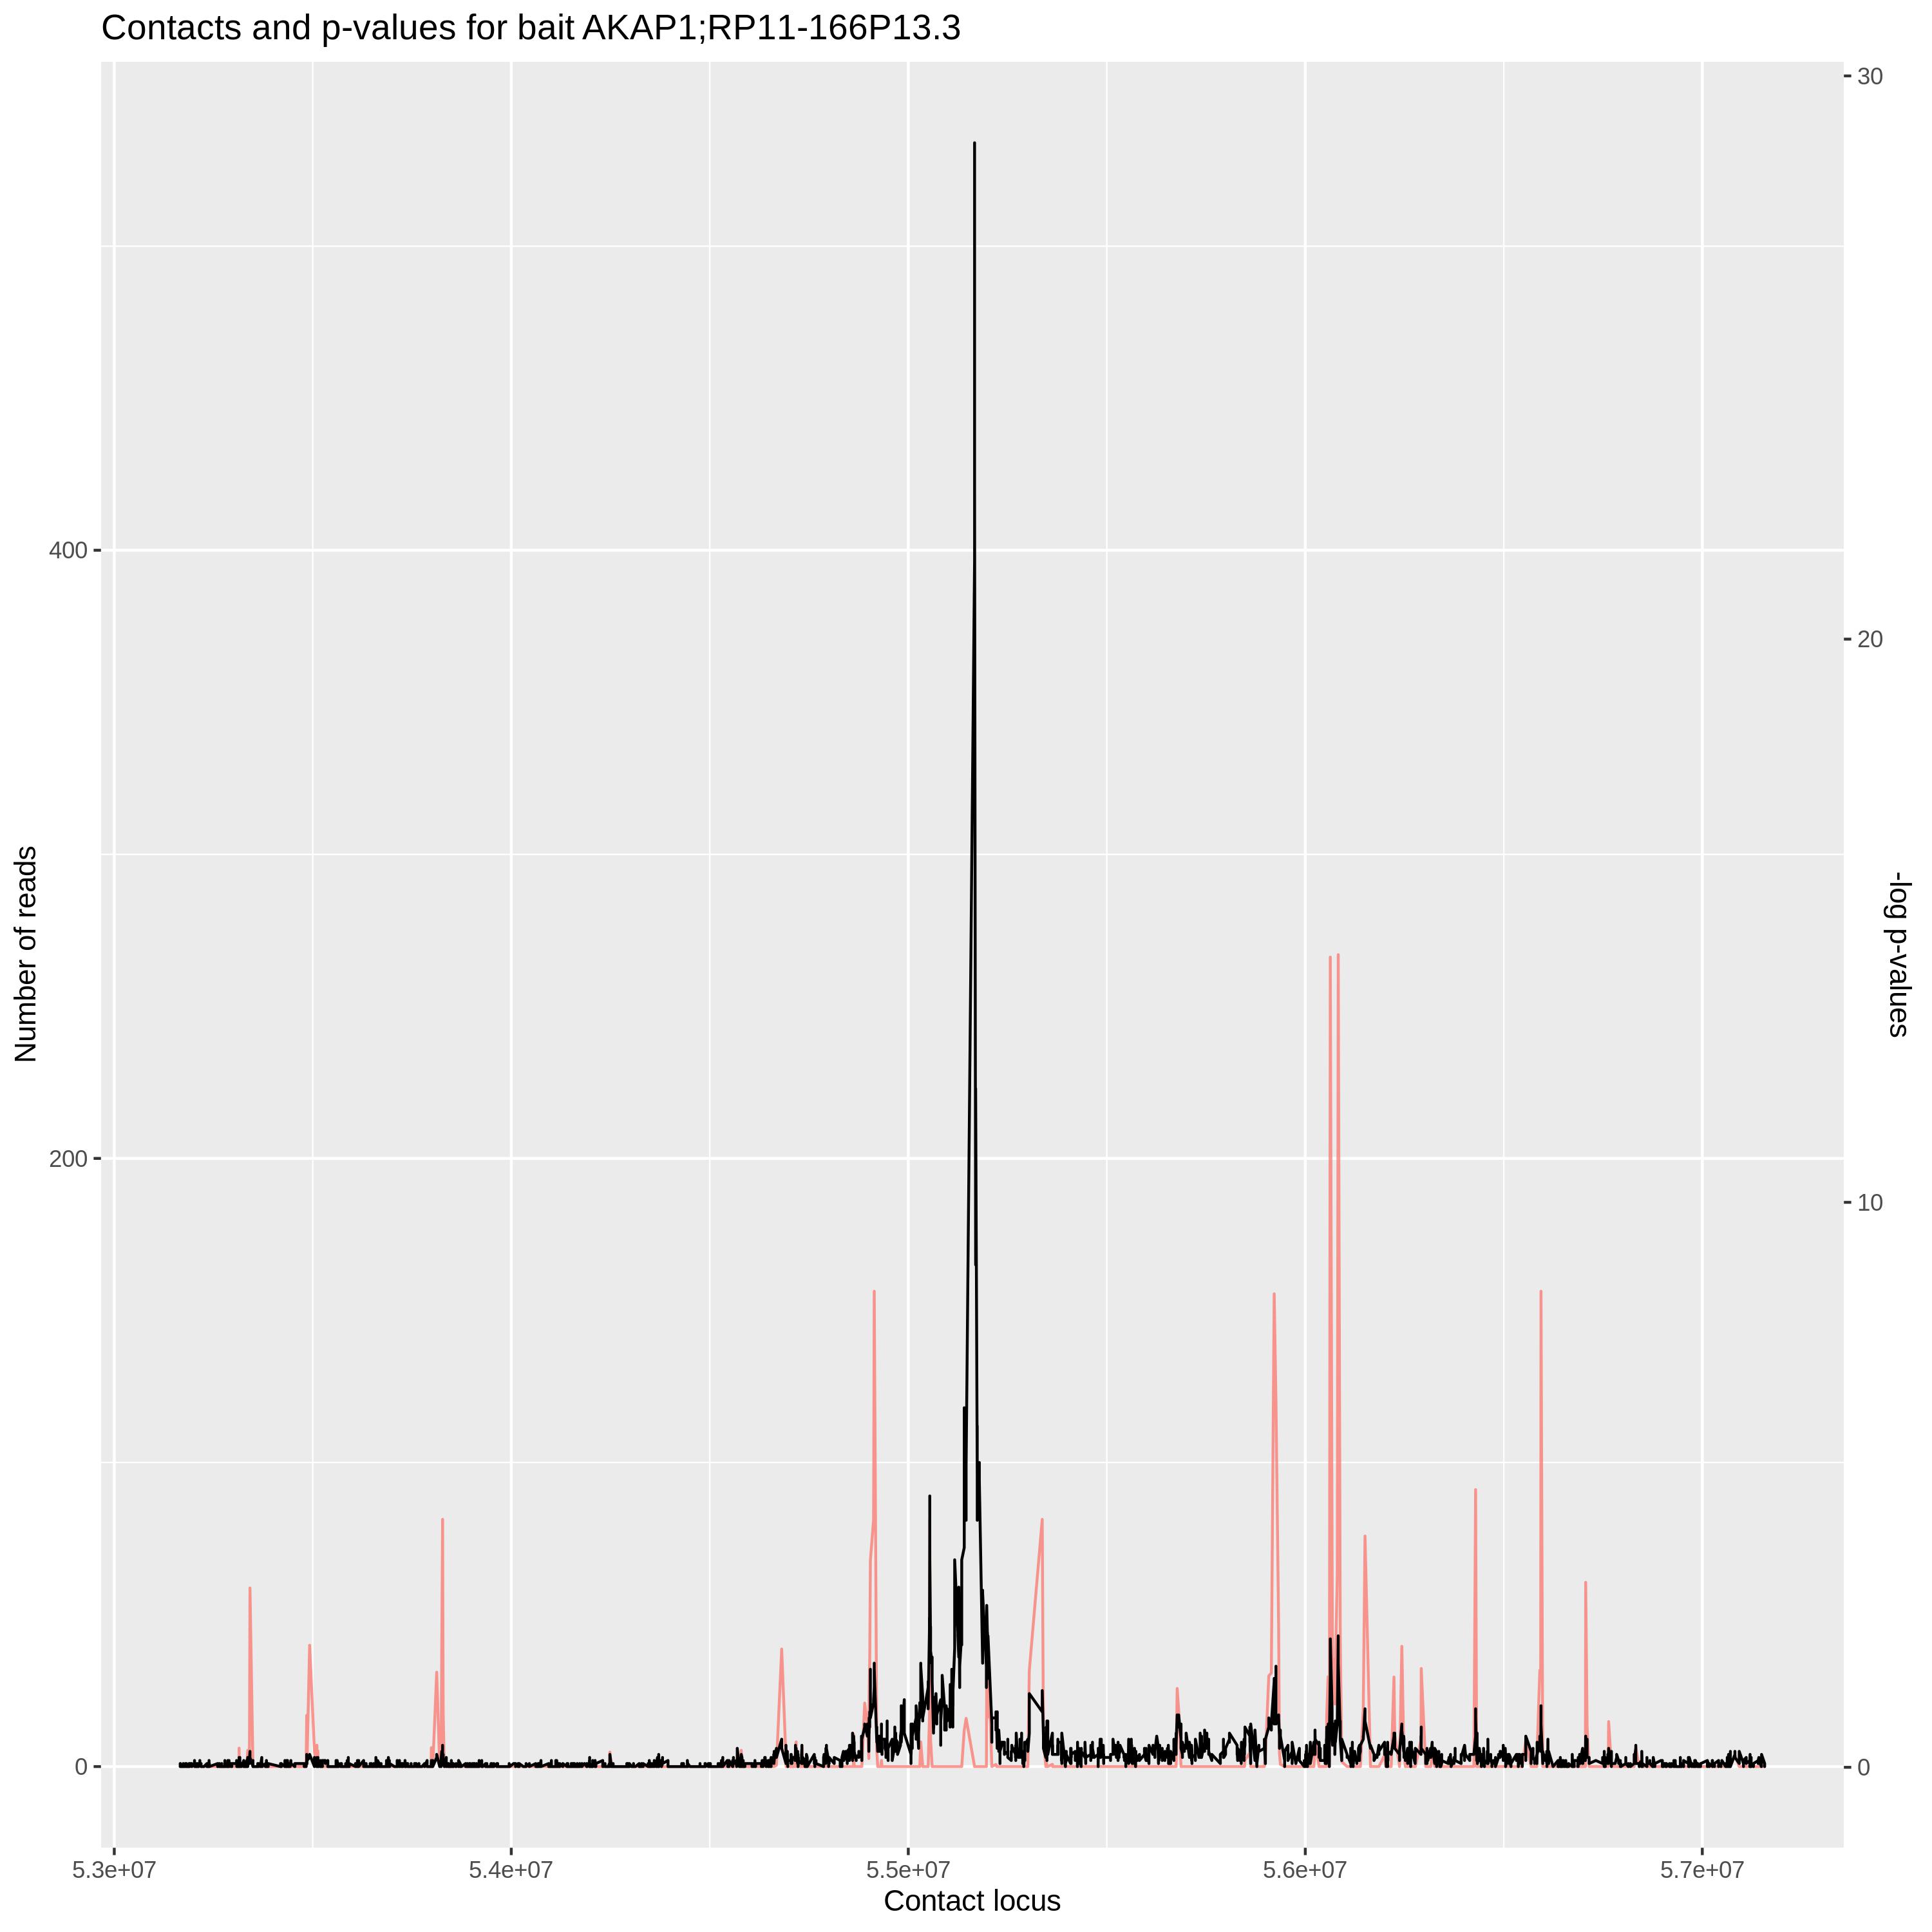 Contacts and p-values for bait AKAP1;RP11-166P13.3
30
400
20
Number of reads
-log p-values
200
10
0
0
5.3e+07
5.4e+07
5.5e+07
5.6e+07
5.7e+07
Contact locus